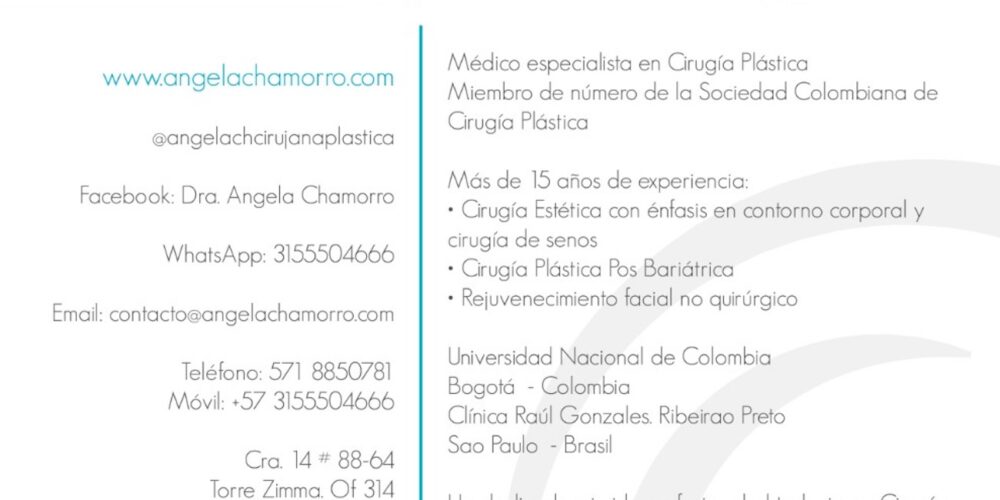 www.angelachamorro.com
@angelachcirujanaplastica
Facebook: Dra. Angela Chamorro
WhatsApp: 3155504666
Email: contacto@angelachamorro.com
Teléfono: 571 8850781
Móvil: +57 3155504666
Cra. 14 # 88-64
Torre Zimma. Of 314
Médico especialista en Cirugía Plástica
Miembro de número de la Sociedad Colombiana de
Cirugía Plástica
Más de 15 años de experiencia:
• Cirugía Estética con énfasis en contorno corporal y
cirugía de senos
• Cirugía Plástica Pos Bariátrica
• Rejuvenecimiento facial no quirúrgico
Universidad Nacional de Colombia
Bogotá - Colombia
Clínica Raúl Gonzales. Ribeirao Preto
Sao Paulo - Brasil